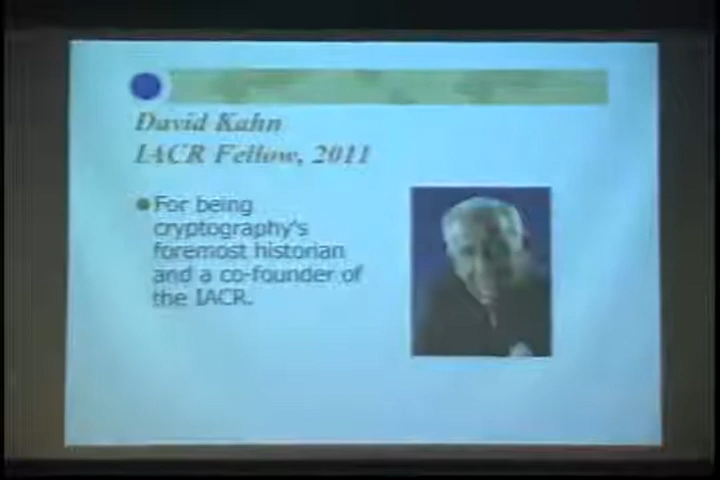 David Kahn
IACR Fellow, 2011
For being
cryptography's
foremost historian
and a co-founder of
the IACR.